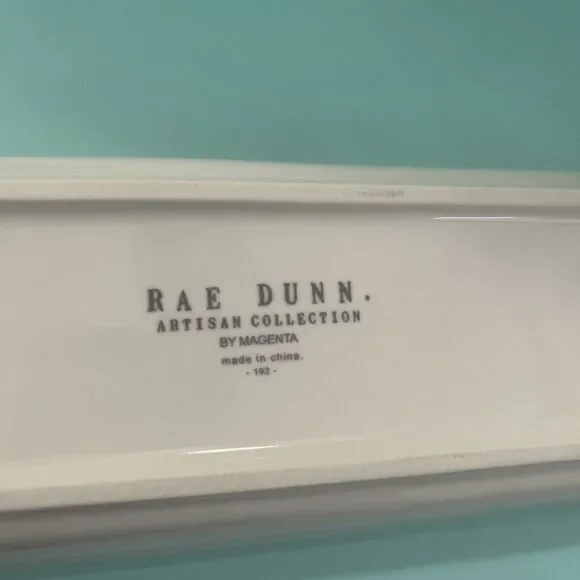 RAE DUNN.
ARTISAN COLLECTION
BY MAGENTA
made in china.
- 192 -